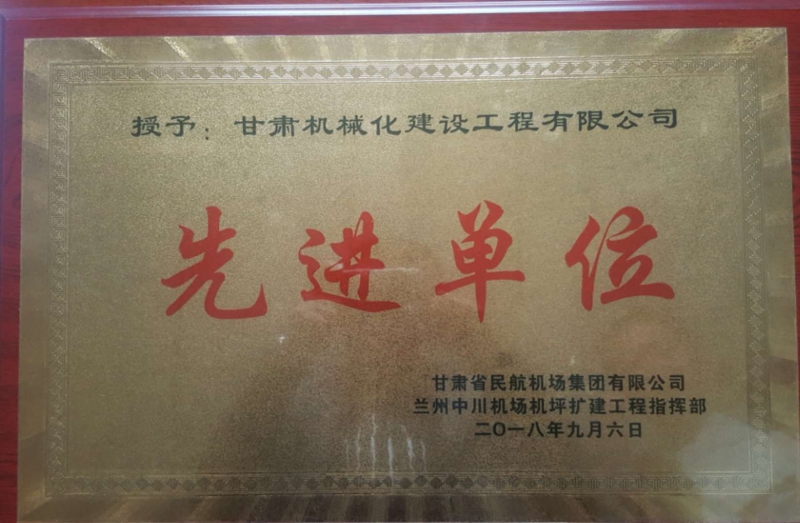 授予：甘肃机械化建设工程有限公司
先进单位
甘肃省民航机场集团有限公司
兰州中川机场机坪扩建工程指挥部
二〇一八年九月六日